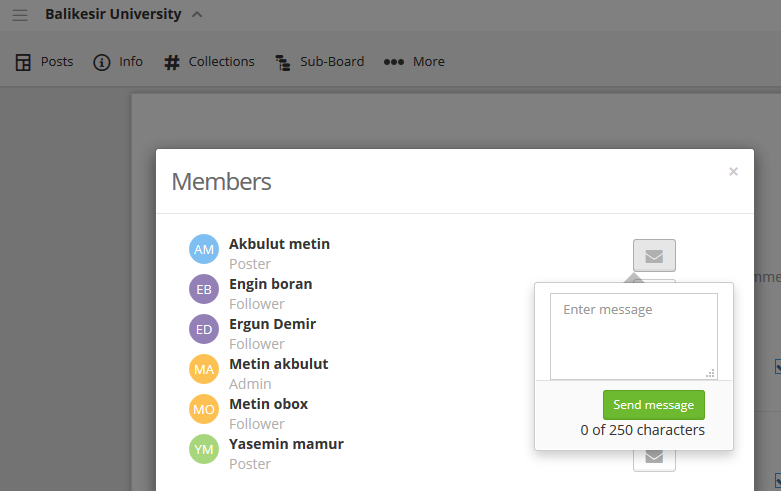 Balikesir University
Posts Info # Collections Sub-Board More
Members ×
AM Akbulut metin
Poster
EB Engin boran
Follower
ED Ergun Demir
Follower
MA Metin akbulut
Admin
MO Metin obox
Follower
YM Yasemin mamur
Poster
Enter message
Send message
0 of 250 characters